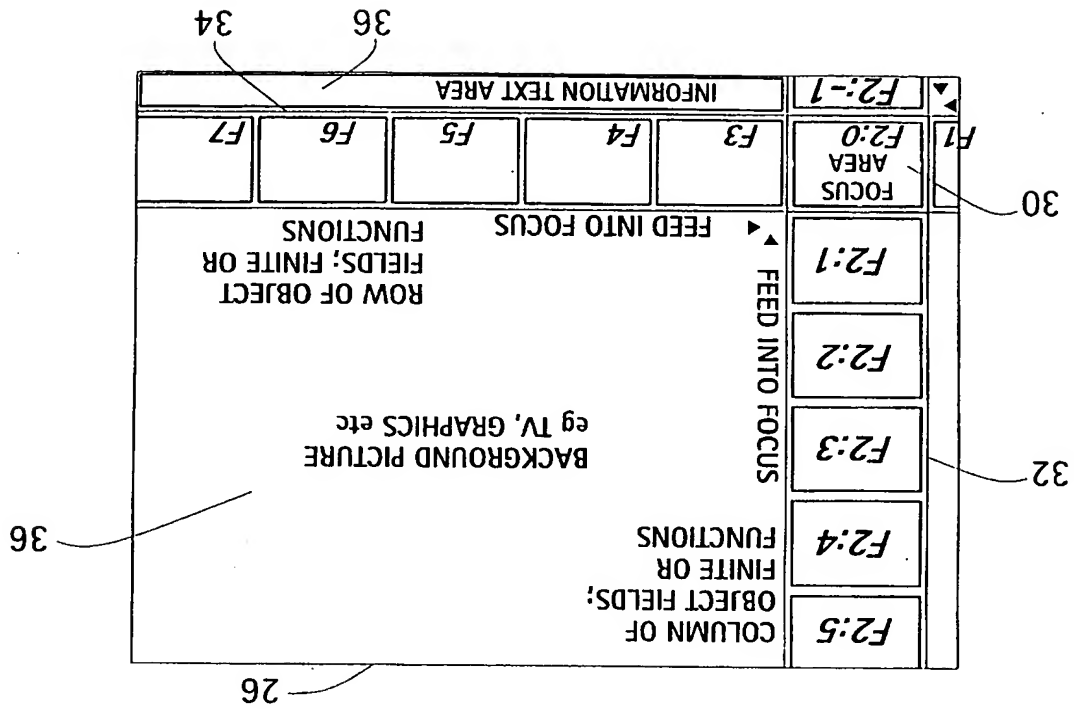 26
F2:5
COLUMN OF
OBJECT FIELDS;
FINITE OR
FUNCTIONS
F2:4
36
32
F2:3
BACKGROUND PICTURE
eg TV, GRAPHICS etc
F2:2
FEED INTO FOCUS
F2:1
ROW OF OBJECT
FIELDS; FINITE OR
FUNCTIONS
FEED INTO FOCUS
30
FOCUS
AREA
F2:0
F1
F3
F4
F5
F6
F7
F2:-1
INFORMATION TEXT AREA
36
34